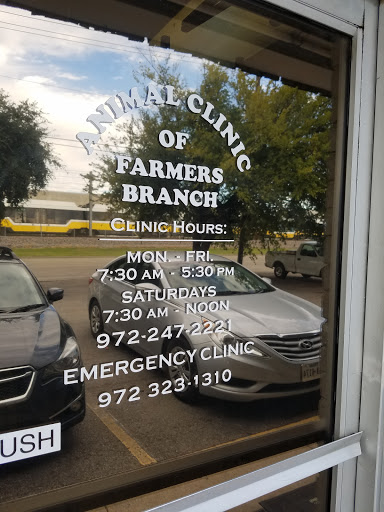 ANIMAL CLINIC
OF
FARMERS
BRANCH
CLINIC HOURS:
MON. - FRI.
7:30 AM - 5:30 PM
SATURDAYS
7:30 AM - NOON
972-247-2221
EMERGENCY CLINIC
972 323-1310
USH